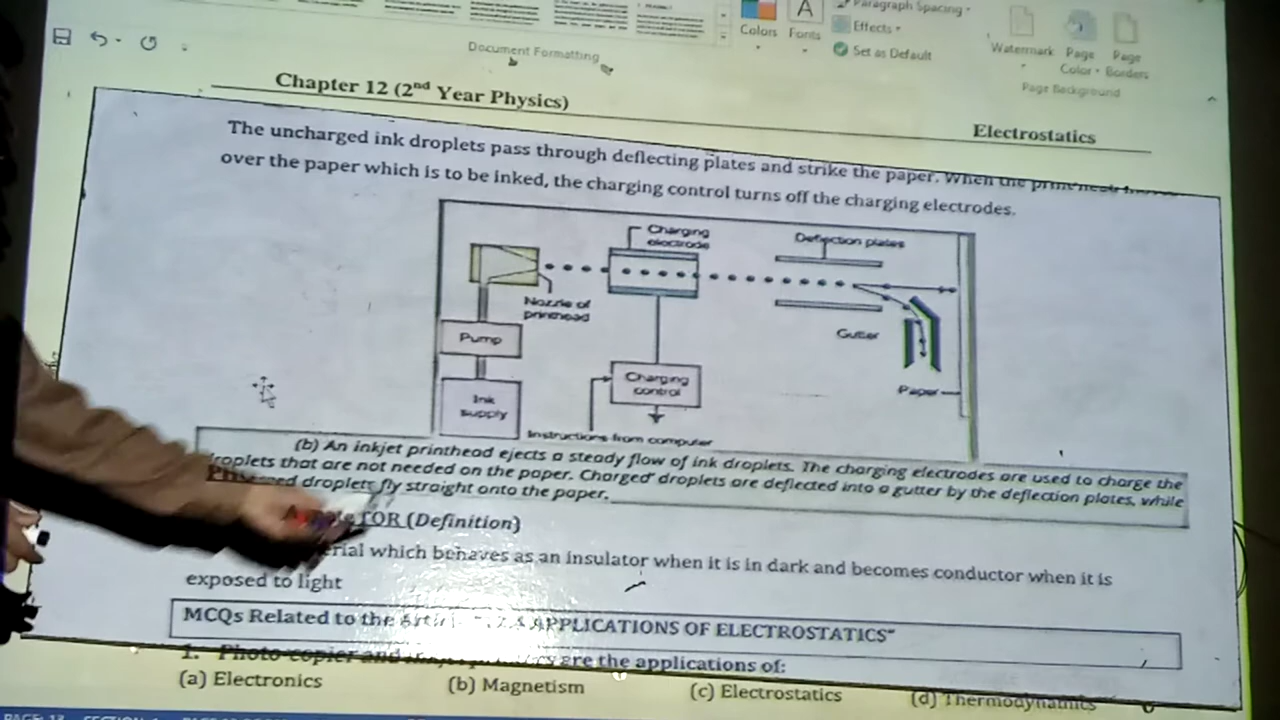 Paragraph Spacing
Effects
Colors
Fonts
Set as Default
Watermark
Page Color
Page Borders
Document Formatting
Page Background
Chapter 12 (2nd Year Physics)
Electrostatics
The uncharged ink droplets pass through deflecting plates and strike the paper. When the
over the paper which is to be inked, the charging control turns off the charging electrodes.
Charging
electrode
Deflection plates
Nozzle of
printhead
Gutter
Pump
Charging
control
Paper
Ink
supply
Instructions from computer
(b) An inkjet printhead ejects a steady flow of ink droplets. The charging electrodes are used to charge the
droplets that are not needed on the paper. Charged droplets are deflected into a gutter by the deflection plates, while
droplets fly straight onto the paper.
(Definition)
which behaves as an insulator when it is in dark and becomes conductor when it is
exposed to light
MCQs Related to the APPLICATIONS OF ELECTROSTATICS"
1. Photo-copier and are the applications of:
(a) Electronics
(b) Magnetism
(c) Electrostatics
(d) Thermodynamics